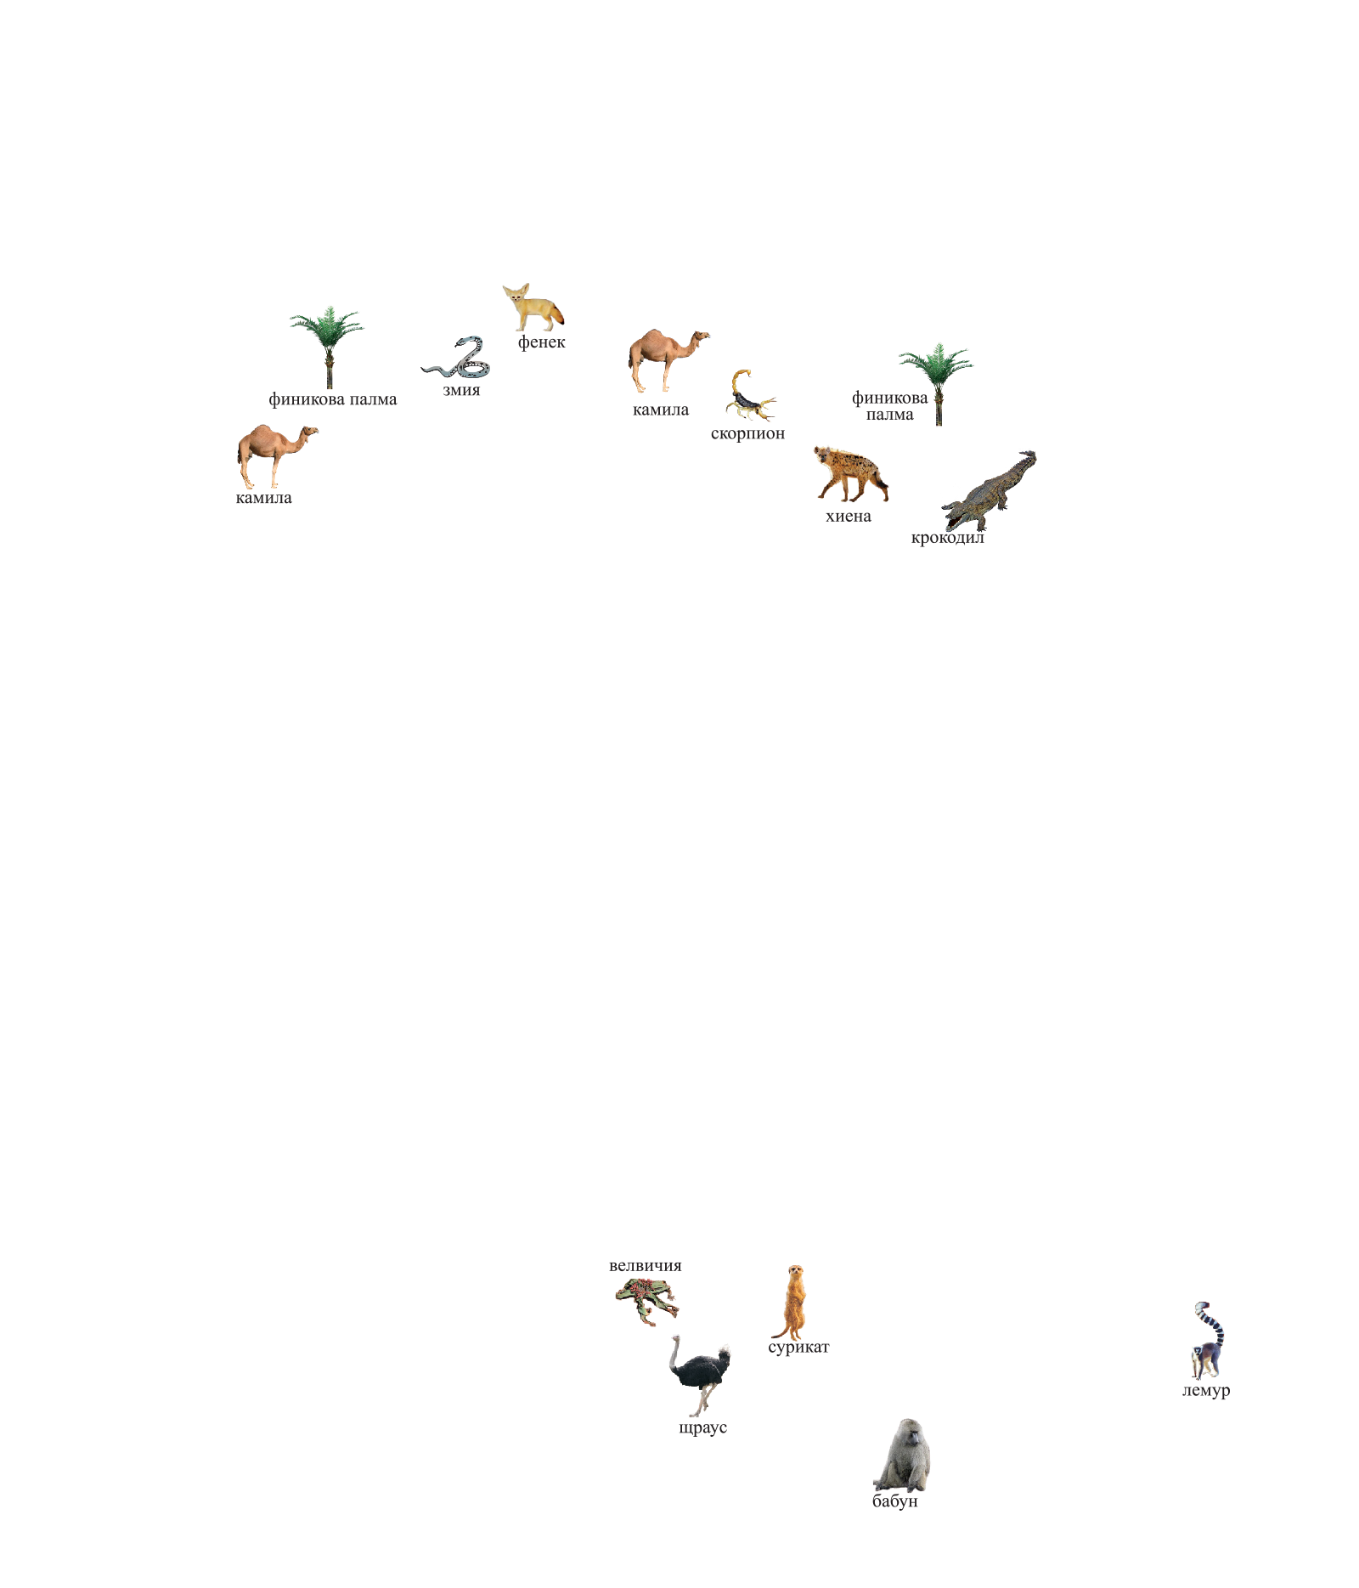 фенек
змия
финикова палма
камила
финикова
палма
скорпион
камила
хиена
крокодил
велвичия
сурикат
лемур
щраус
бабун